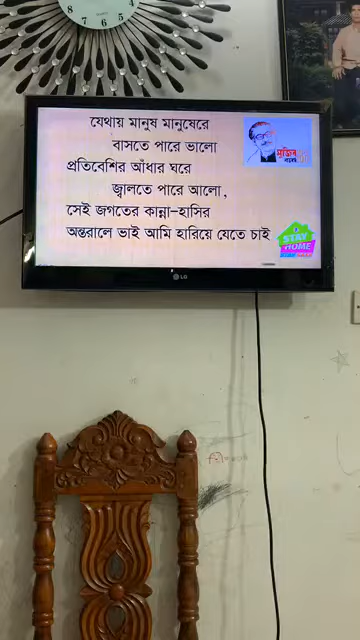 যেথায় মানুষ মানুষেরে
বাসতে পারে ভালো
প্রতিবেশির আঁধার ঘরে
জ্বালতে পারে আলো,
সেই জগতের কান্না-হাসির
অন্তরালে ভাই আমি হারিয়ে যেতে চাই
STAY
HOME
LG